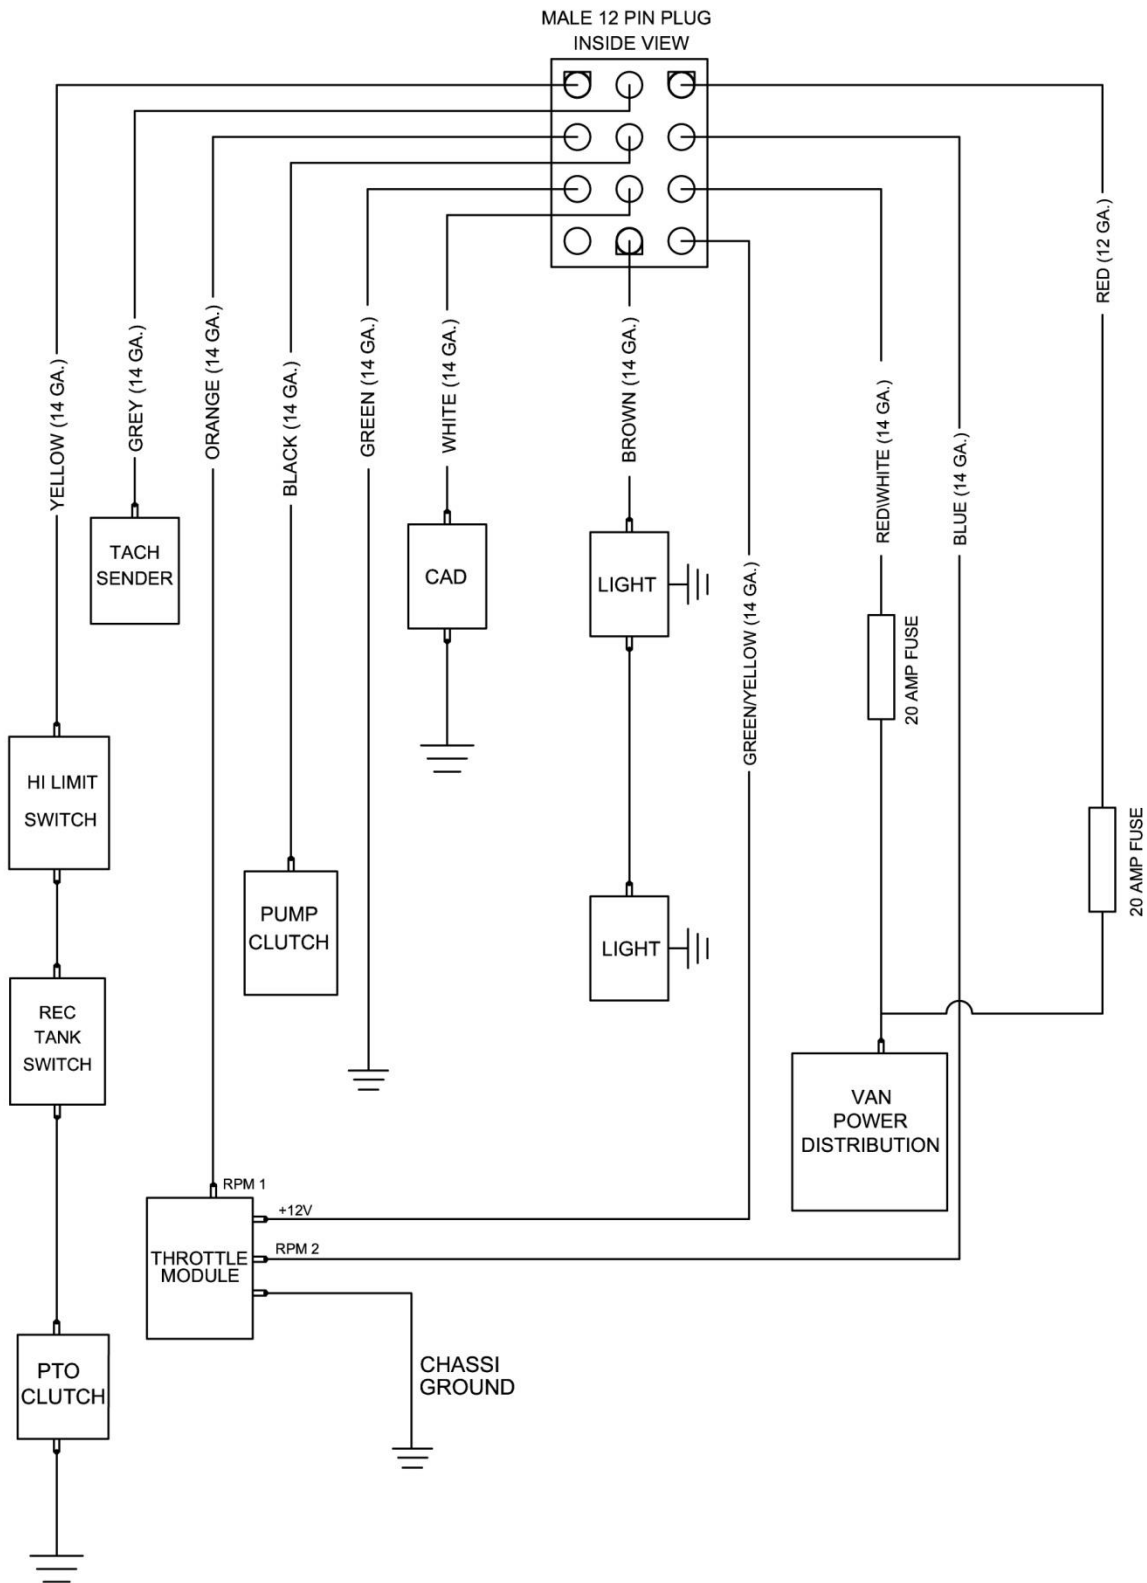 MALE 12 PIN PLUG
INSIDE VIEW
YELLOW (14 GA.)
GREY (14 GA.)
ORANGE (14 GA.)
BLACK (14 GA.)
GREEN (14 GA.)
WHITE (14 GA.)
BROWN (14 GA.)
GREEN/YELLOW (14 GA.)
RED\WHITE (14 GA.)
BLUE (14 GA.)
RED (12 GA.)
TACH
SENDER
CAD
LIGHT
20 AMP FUSE
20 AMP FUSE
HI LIMIT
SWITCH
PUMP
CLUTCH
LIGHT
REC
TANK
SWITCH
VAN
POWER
DISTRIBUTION
RPM 1
+12V
RPM 2
THROTTLE
MODULE
PTO
CLUTCH
CHASSI
GROUND